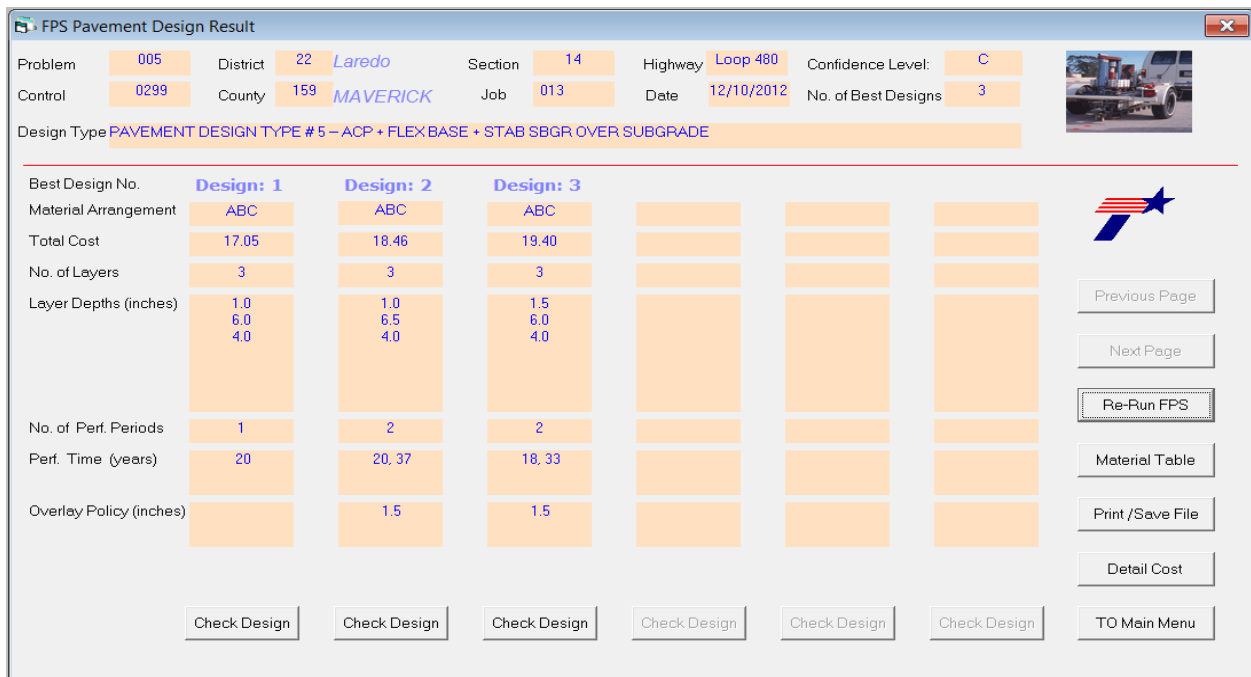 FPS Pavement Design Result
Problem 005 District 22 Laredo Section 14 Highway Loop 480 Confidence Level: C
Control 0299 County 159 MAVERICK Job 013 Date 12/10/2012 No. of Best Designs 3
Design Type PAVEMENT DESIGN TYPE # 5 – ACP + FLEX BASE + STAB SBGR OVER SUBGRADE
Best Design No. Design: 1 Design: 2 Design: 3
Material Arrangement ABC ABC ABC
Total Cost 17.05 18.46 19.40
No. of Layers 3 3 3
Layer Depths (inches) 1.0 1.0 1.5
6.0 6.5 6.0
4.0 4.0 4.0
Previous Page
Next Page
Re-Run FPS
No. of Perf. Periods 1 2 2
Perf. Time (years) 20 20, 37 18, 33
Material Table
Overlay Policy (inches) 1.5 1.5
Print /Save File
Detail Cost
Check Design Check Design Check Design Check Design Check Design Check Design TO Main Menu